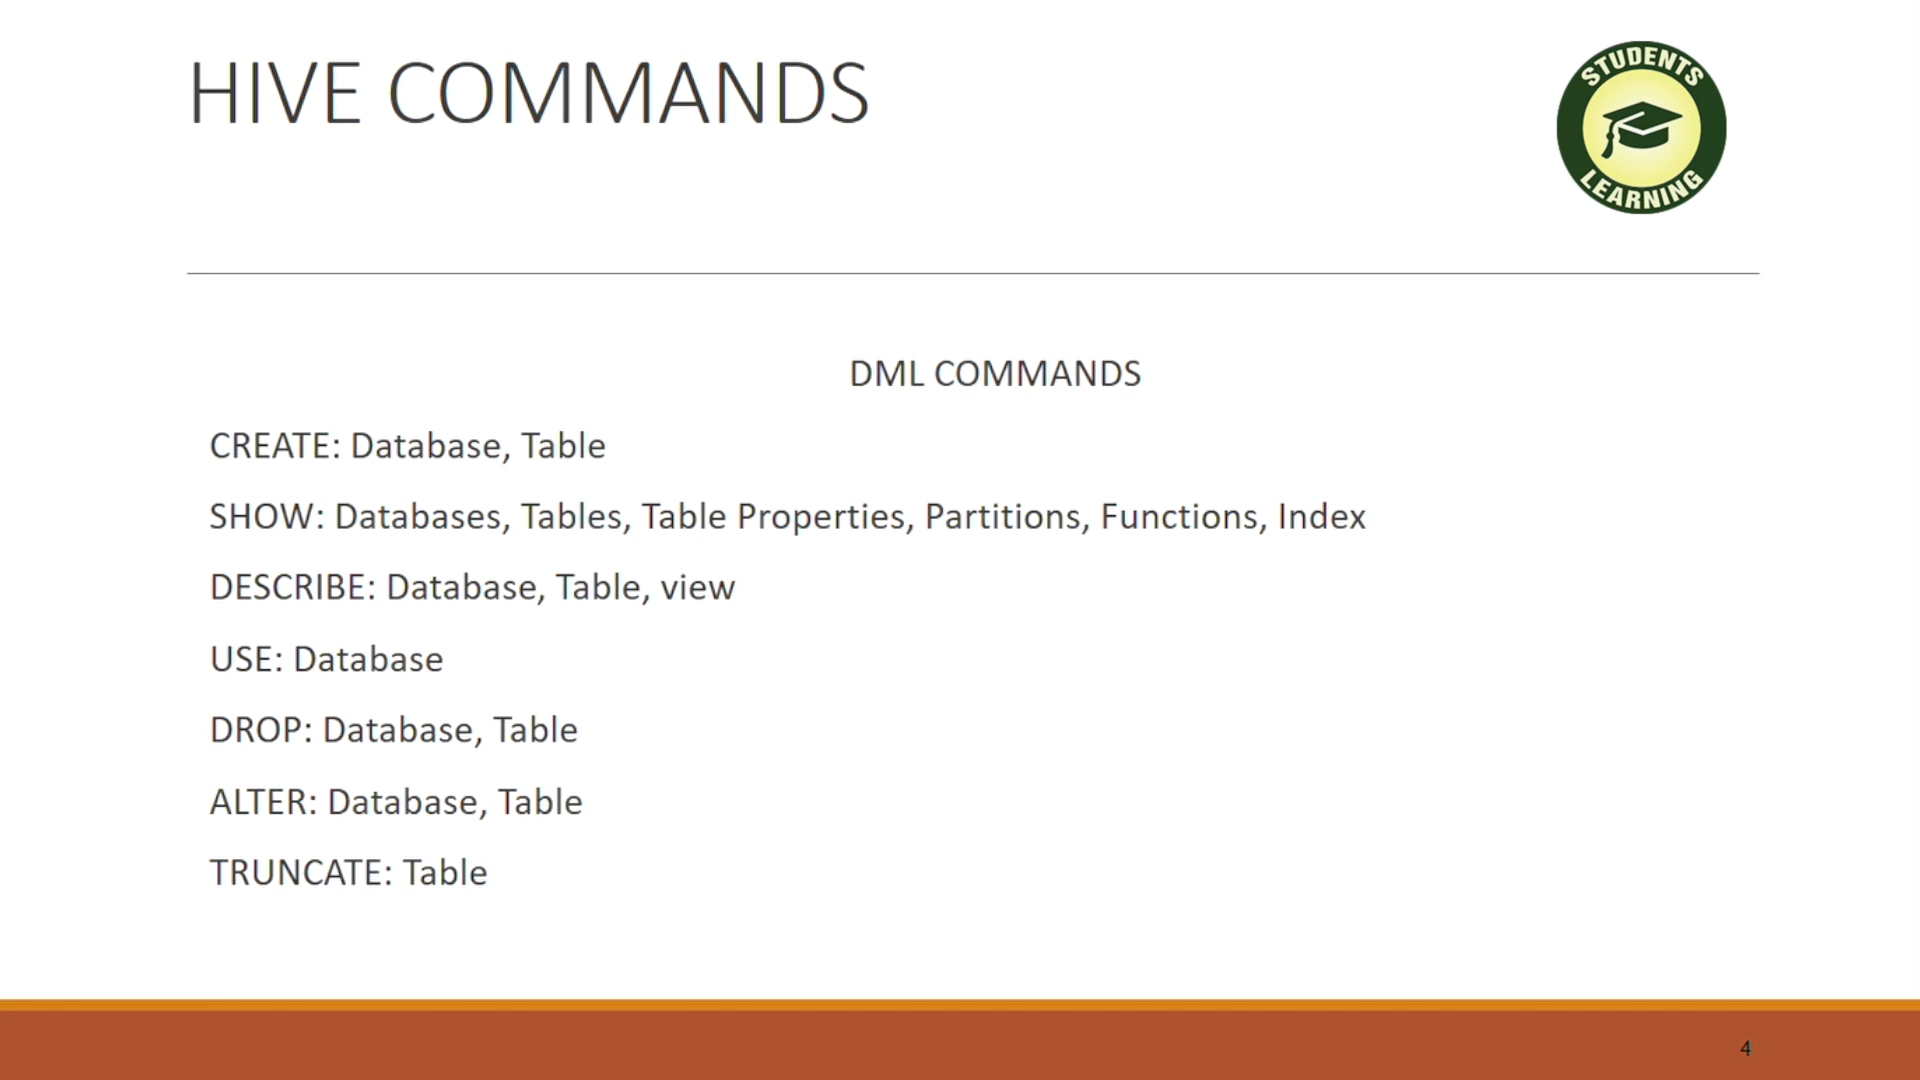 HIVE COMMANDS
STUDENTS
LEARNING
DML COMMANDS
CREATE: Database, Table
SHOW: Databases, Tables, Table Properties, Partitions, Functions, Index
DESCRIBE: Database, Table, view
USE: Database
DROP: Database, Table
ALTER: Database, Table
TRUNCATE: Table
4